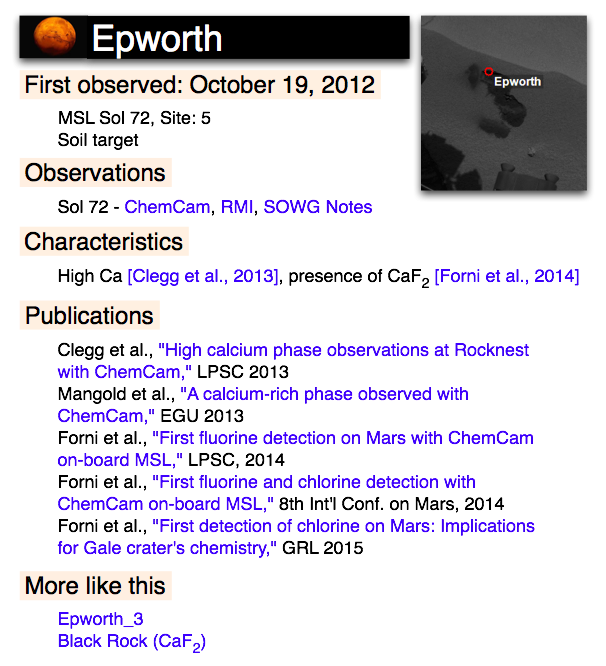 Epworth
Epworth
First observed: October 19, 2012
MSL Sol 72, Site: 5
Soil target
Observations
Sol 72 - ChemCam, RMI, SOWG Notes
Characteristics
High Ca [Clegg et al., 2013], presence of CaF2 [Forni et al., 2014]
Publications
Clegg et al., "High calcium phase observations at Rocknest
with ChemCam," LPSC 2013
Mangold et al., "A calcium-rich phase observed with
ChemCam," EGU 2013
Forni et al., "First fluorine detection on Mars with ChemCam
on-board MSL," LPSC, 2014
Forni et al., "First fluorine and chlorine detection with
ChemCam on-board MSL," 8th Int'l Conf. on Mars, 2014
Forni et al., "First detection of chlorine on Mars: Implications
for Gale crater's chemistry," GRL 2015
More like this
Epworth_3
Black Rock (CaF2)